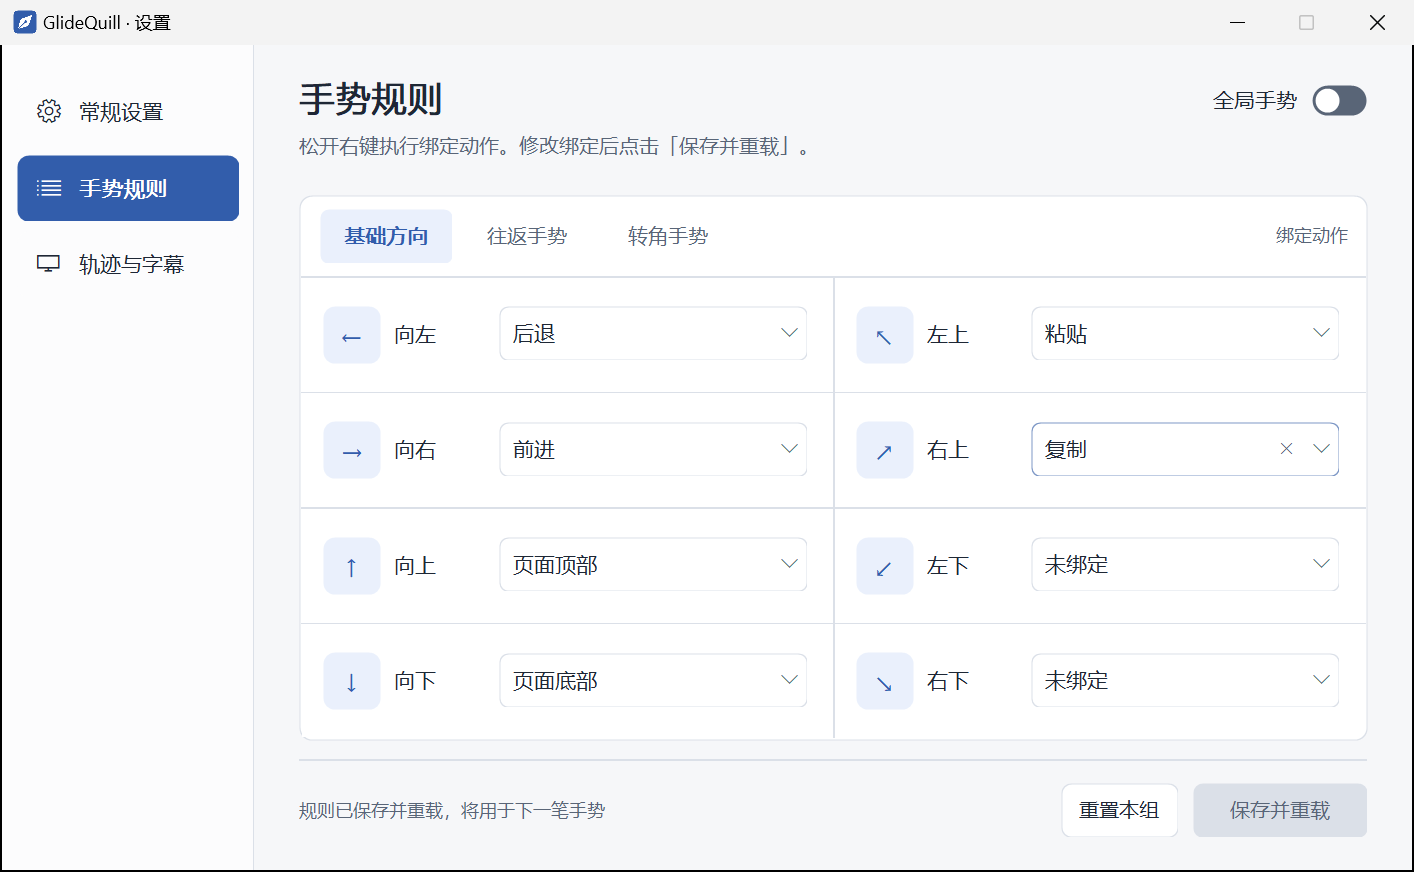 GlideQuill · 设置
常规设置
手势规则
轨迹与字幕
手势规则
全局手势
松开右键执行绑定动作。修改绑定后点击「保存并重载」。
基础方向 往返手势 转角手势 绑定动作
← 向左 后退 ↖ 左上 粘贴
→ 向右 前进 ↗ 右上 复制
↑ 向上 页面顶部 ↙ 左下 未绑定
↓ 向下 页面底部 ↘ 右下 未绑定
规则已保存并重载，将用于下一笔手势 重置本组 保存并重载